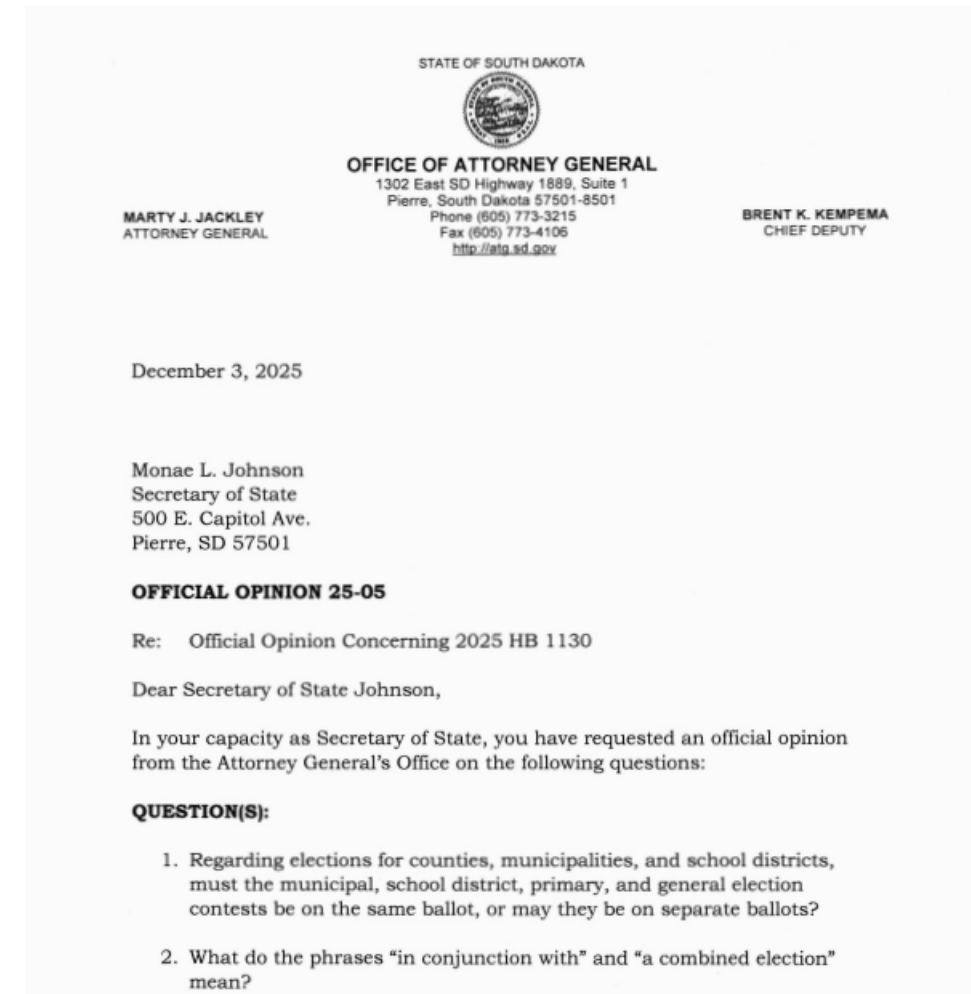 STATE OF SOUTH DAKOTA
OFFICE OF ATTORNEY GENERAL
1302 East SD Highway 1889, Suite 1
Pierre, South Dakota 57501-8501
Phone (605) 773-3215
Fax (605) 773-4106
http://atg.sd.gov
MARTY J. JACKLEY
ATTORNEY GENERAL
BRENT K. KEMPEMA
CHIEF DEPUTY
December 3, 2025
Monae L. Johnson
Secretary of State
500 E. Capitol Ave.
Pierre, SD 57501
OFFICIAL OPINION 25-05
Re: Official Opinion Concerning 2025 HB 1130
Dear Secretary of State Johnson,
In your capacity as Secretary of State, you have requested an official opinion
from the Attorney General's Office on the following questions:
QUESTION(S):
1. Regarding elections for counties, municipalities, and school districts,
must the municipal, school district, primary, and general election
contests be on the same ballot, or may they be on separate ballots?
2. What do the phrases “in conjunction with” and “a combined election”
mean?